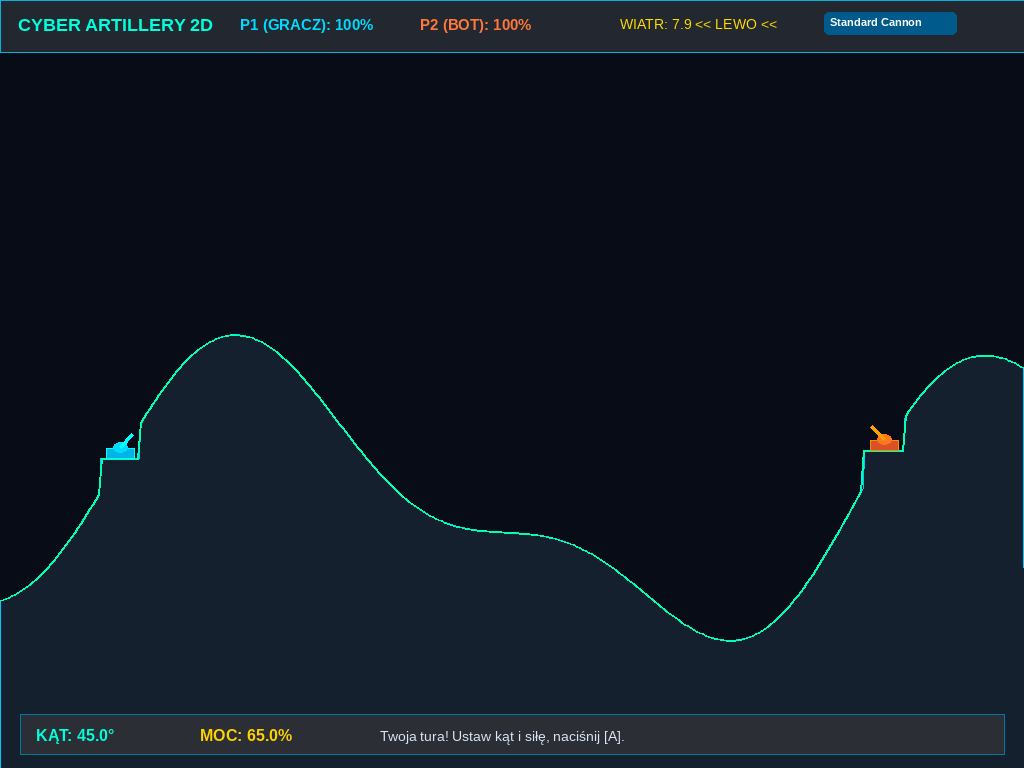 CYBER ARTILLERY 2D P1 (GRACZ): 100% P2 (BOT): 100% WIATR: 7.9 << LEWO << Standard Cannon
KĄT: 45.0° MOC: 65.0% Twoja tura! Ustaw kąt i siłę, naciśnij [A].